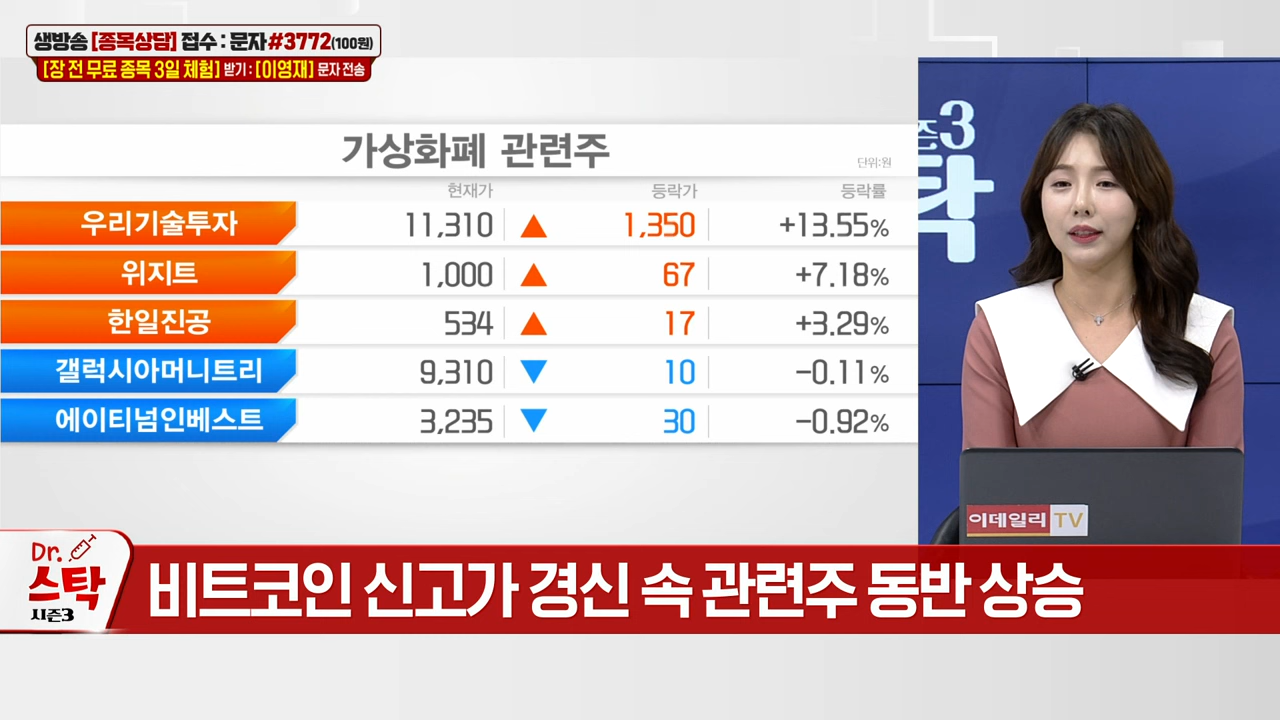 생방송 [종목상담] 접수 : 문자#3772(100원)
[장 전 무료 종목 3일 체험] 받기 : [이영재] 문자 전송
가상화폐 관련주
단위:원
현재가 등락가 등락률
우리기술투자 11,310 ▲ 1,350 +13.55%
위지트 1,000 ▲ 67 +7.18%
한일진공 534 ▲ 17 +3.29%
갤럭시아머니트리 9,310 ▼ 10 -0.11%
에이티넘인베스트 3,235 ▼ 30 -0.92%
즌3
탁
이데일리 TV
Dr.
스탁
시즌3
비트코인 신고가 경신 속 관련주 동반 상승